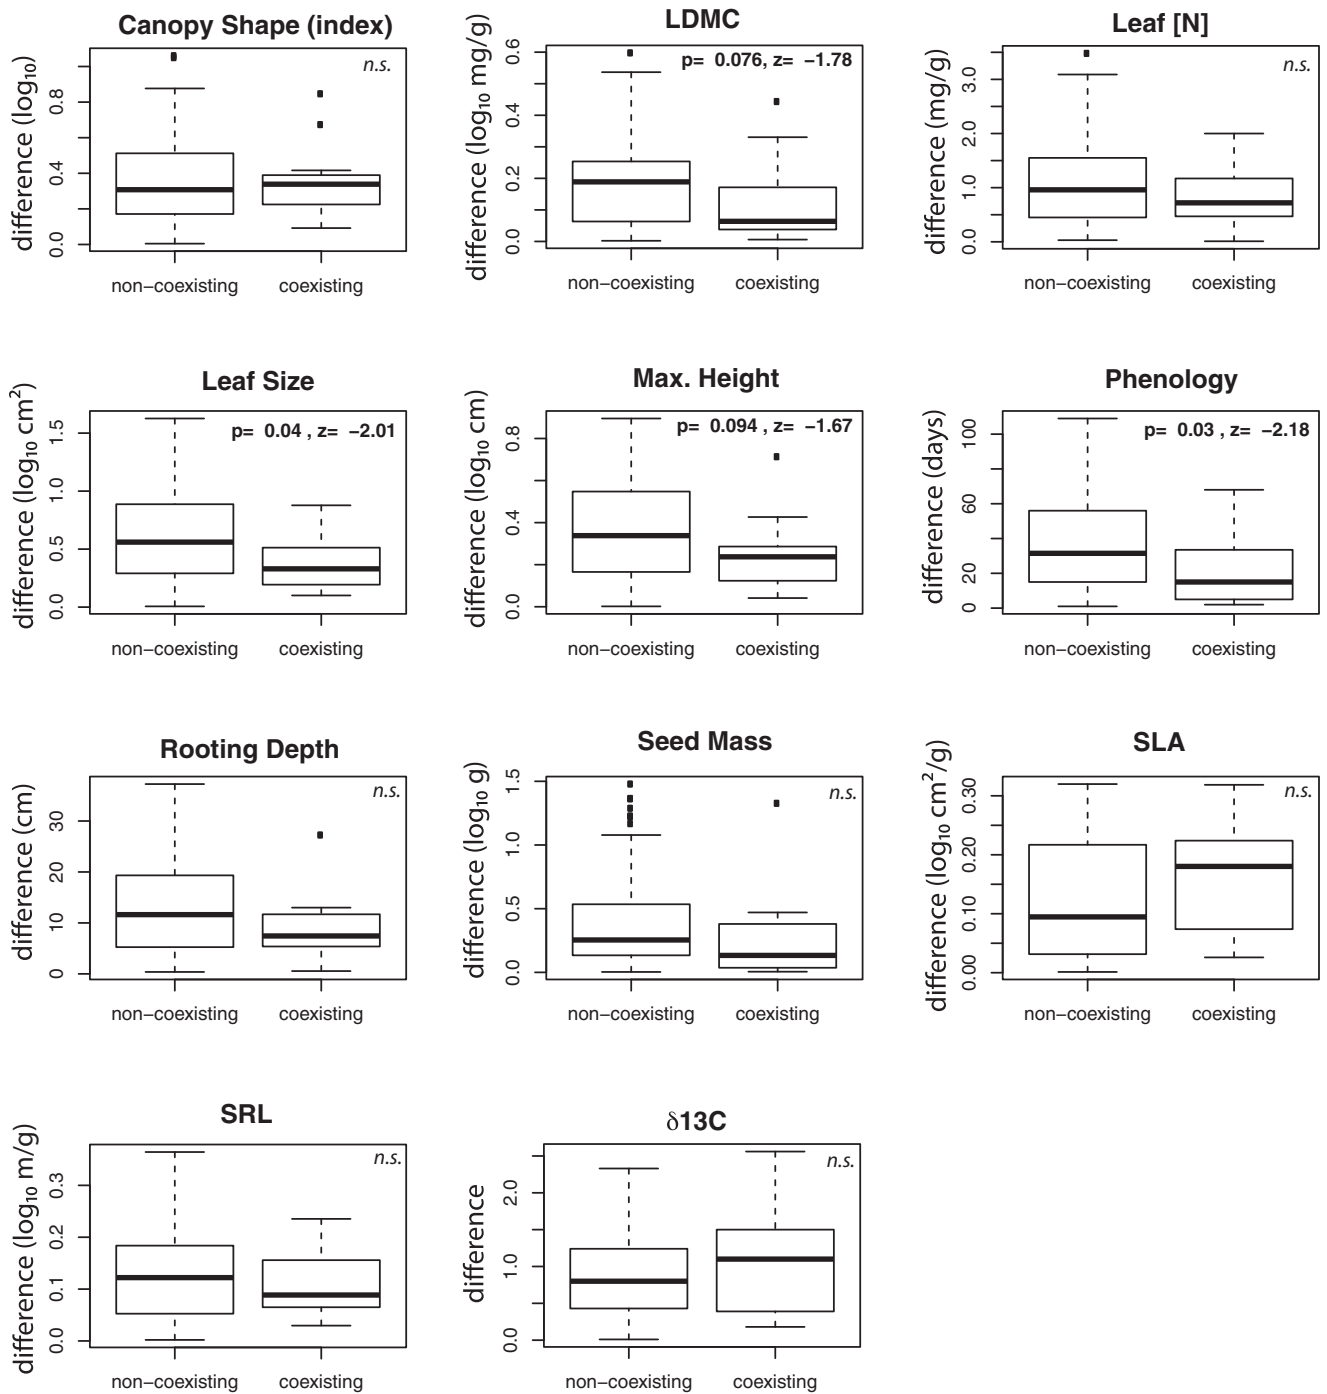 Canopy Shape (index)
difference (log₁₀)
0.0 0.4 0.8
n.s.
non−coexisting coexisting
LDMC
difference (log₁₀ mg/g)
0.0 0.2 0.4 0.6
p= 0.076, z= −1.78
non−coexisting coexisting
Leaf [N]
difference (mg/g)
0.0 1.0 2.0 3.0
n.s.
non−coexisting coexisting
Leaf Size
difference (log₁₀ cm²)
0.0 0.5 1.0 1.5
p= 0.04 , z= −2.01
non−coexisting coexisting
Max. Height
difference (log₁₀ cm)
0.0 0.4 0.8
p= 0.094 , z= −1.67
non−coexisting coexisting
Phenology
difference (days)
0 20 60 100
p= 0.03 , z= −2.18
non−coexisting coexisting
Rooting Depth
difference (cm)
0 10 20 30
n.s.
non−coexisting coexisting
Seed Mass
difference (log₁₀ g)
0.0 0.5 1.0 1.5
n.s.
non−coexisting coexisting
SLA
difference (log₁₀ cm²/g)
0.00 0.10 0.20 0.30
n.s.
non−coexisting coexisting
SRL
difference (log₁₀ m/g)
0.0 0.1 0.2 0.3
n.s.
non−coexisting coexisting
δ13C
difference
0.0 1.0 2.0
n.s.
non−coexisting coexisting